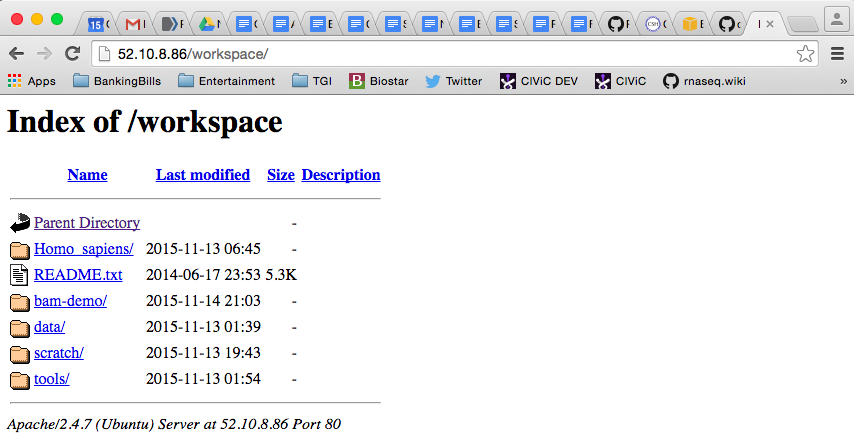 15
52.10.8.86/workspace/
Apps BankingBills Entertainment TGI Biostar Twitter CIViC DEV CIViC rnaseq.wiki »
Index of /workspace
Name Last modified Size Description
Parent Directory -
Homo_sapiens/ 2015-11-13 06:45 -
README.txt 2014-06-17 23:53 5.3K
bam-demo/ 2015-11-14 21:03 -
data/ 2015-11-13 01:39 -
scratch/ 2015-11-13 19:43 -
tools/ 2015-11-13 01:54 -
Apache/2.4.7 (Ubuntu) Server at 52.10.8.86 Port 80